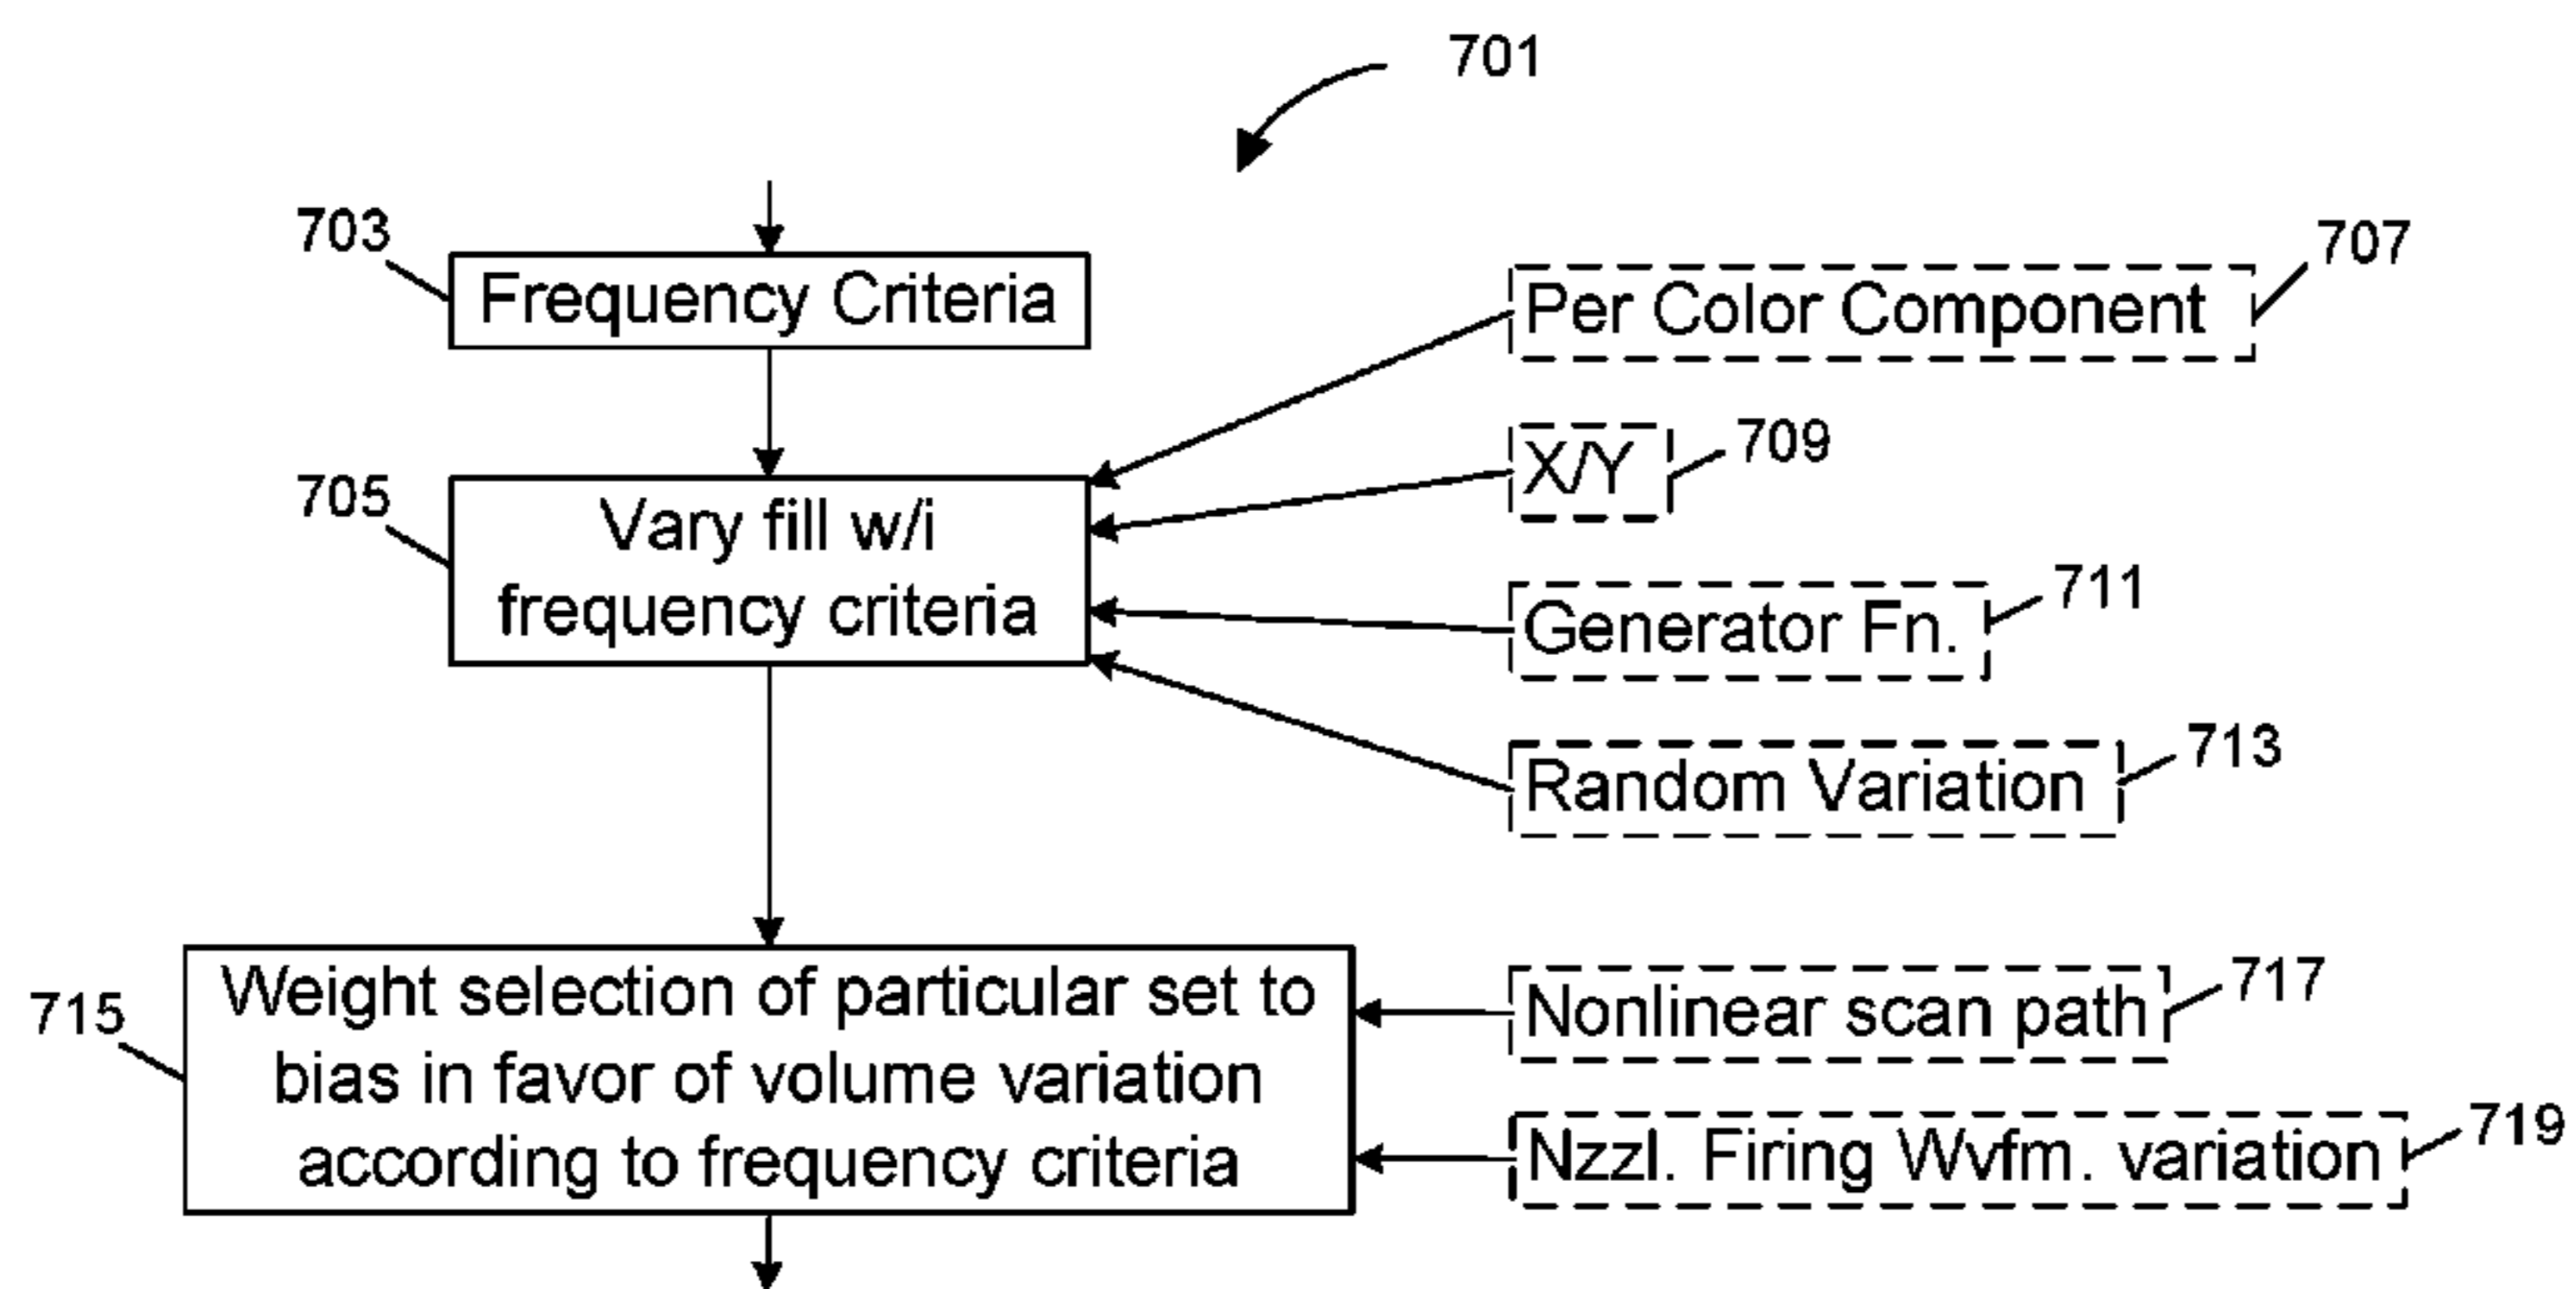 701
703
Frequency Criteria
Per Color Component
707
X/Y
709
705
Vary fill w/i
frequency criteria
Generator Fn.
711
Random Variation
713
715
Weight selection of particular set to
bias in favor of volume variation
according to frequency criteria
Nonlinear scan path
717
Nzzl. Firing Wvfm. variation
719